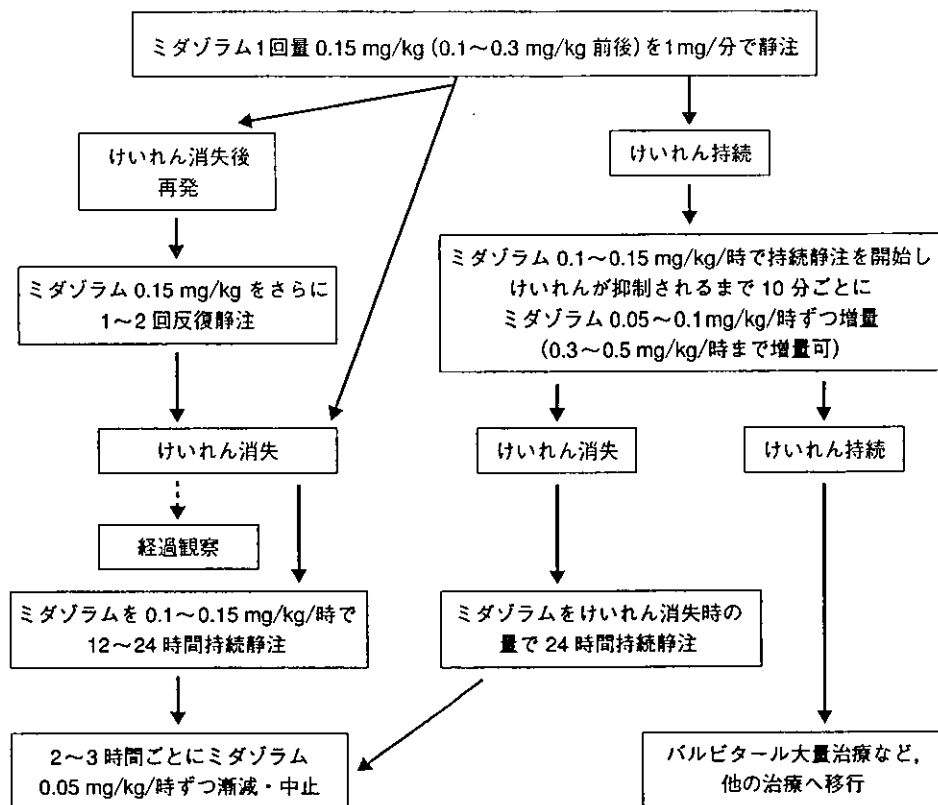 ミダゾラム1回量 0.15 mg/kg (0.1〜0.3 mg/kg 前後)を1mg/分で静注
けいれん消失後
再発
けいれん持続
ミダゾラム 0.15 mg/kg をさらに
1〜2 回反復静注
ミダゾラム 0.1〜0.15 mg/kg/時で持続静注を開始し
けいれんが抑制されるまで 10 分ごとに
ミダゾラム 0.05〜0.1mg/kg/時ずつ増量
(0.3〜0.5 mg/kg/時まで増量可)
けいれん消失
けいれん消失
けいれん持続
経過観察
ミダゾラムを 0.1〜0.15 mg/kg/時で
12〜24 時間持続静注
ミダゾラムをけいれん消失時の
量で 24 時間持続静注
2〜3 時間ごとにミダゾラム
0.05 mg/kg/時ずつ漸減・中止
バルビタール大量治療など,
他の治療へ移行